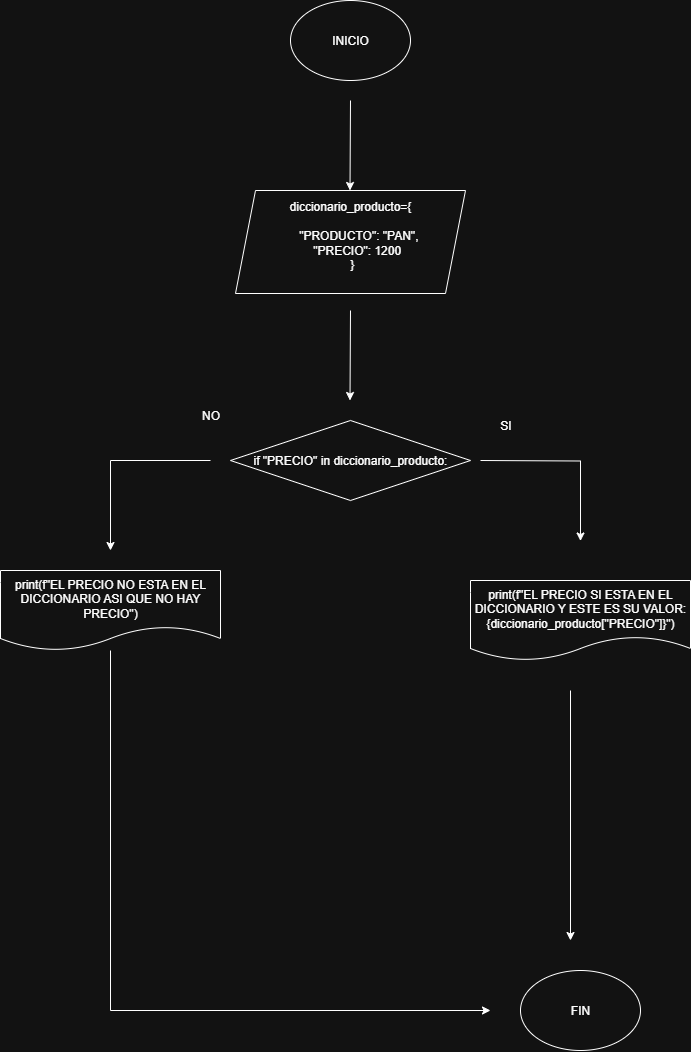 INICIO
diccionario_producto={
"PRODUCTO": "PAN",
"PRECIO": 1200
}
NO
SI
if "PRECIO" in diccionario_producto:
print(f"EL PRECIO NO ESTA EN EL
DICCIONARIO ASI QUE NO HAY
PRECIO")
print(f"EL PRECIO SI ESTA EN EL
DICCIONARIO Y ESTE ES SU VALOR:
{diccionario_producto["PRECIO"]}")
FIN